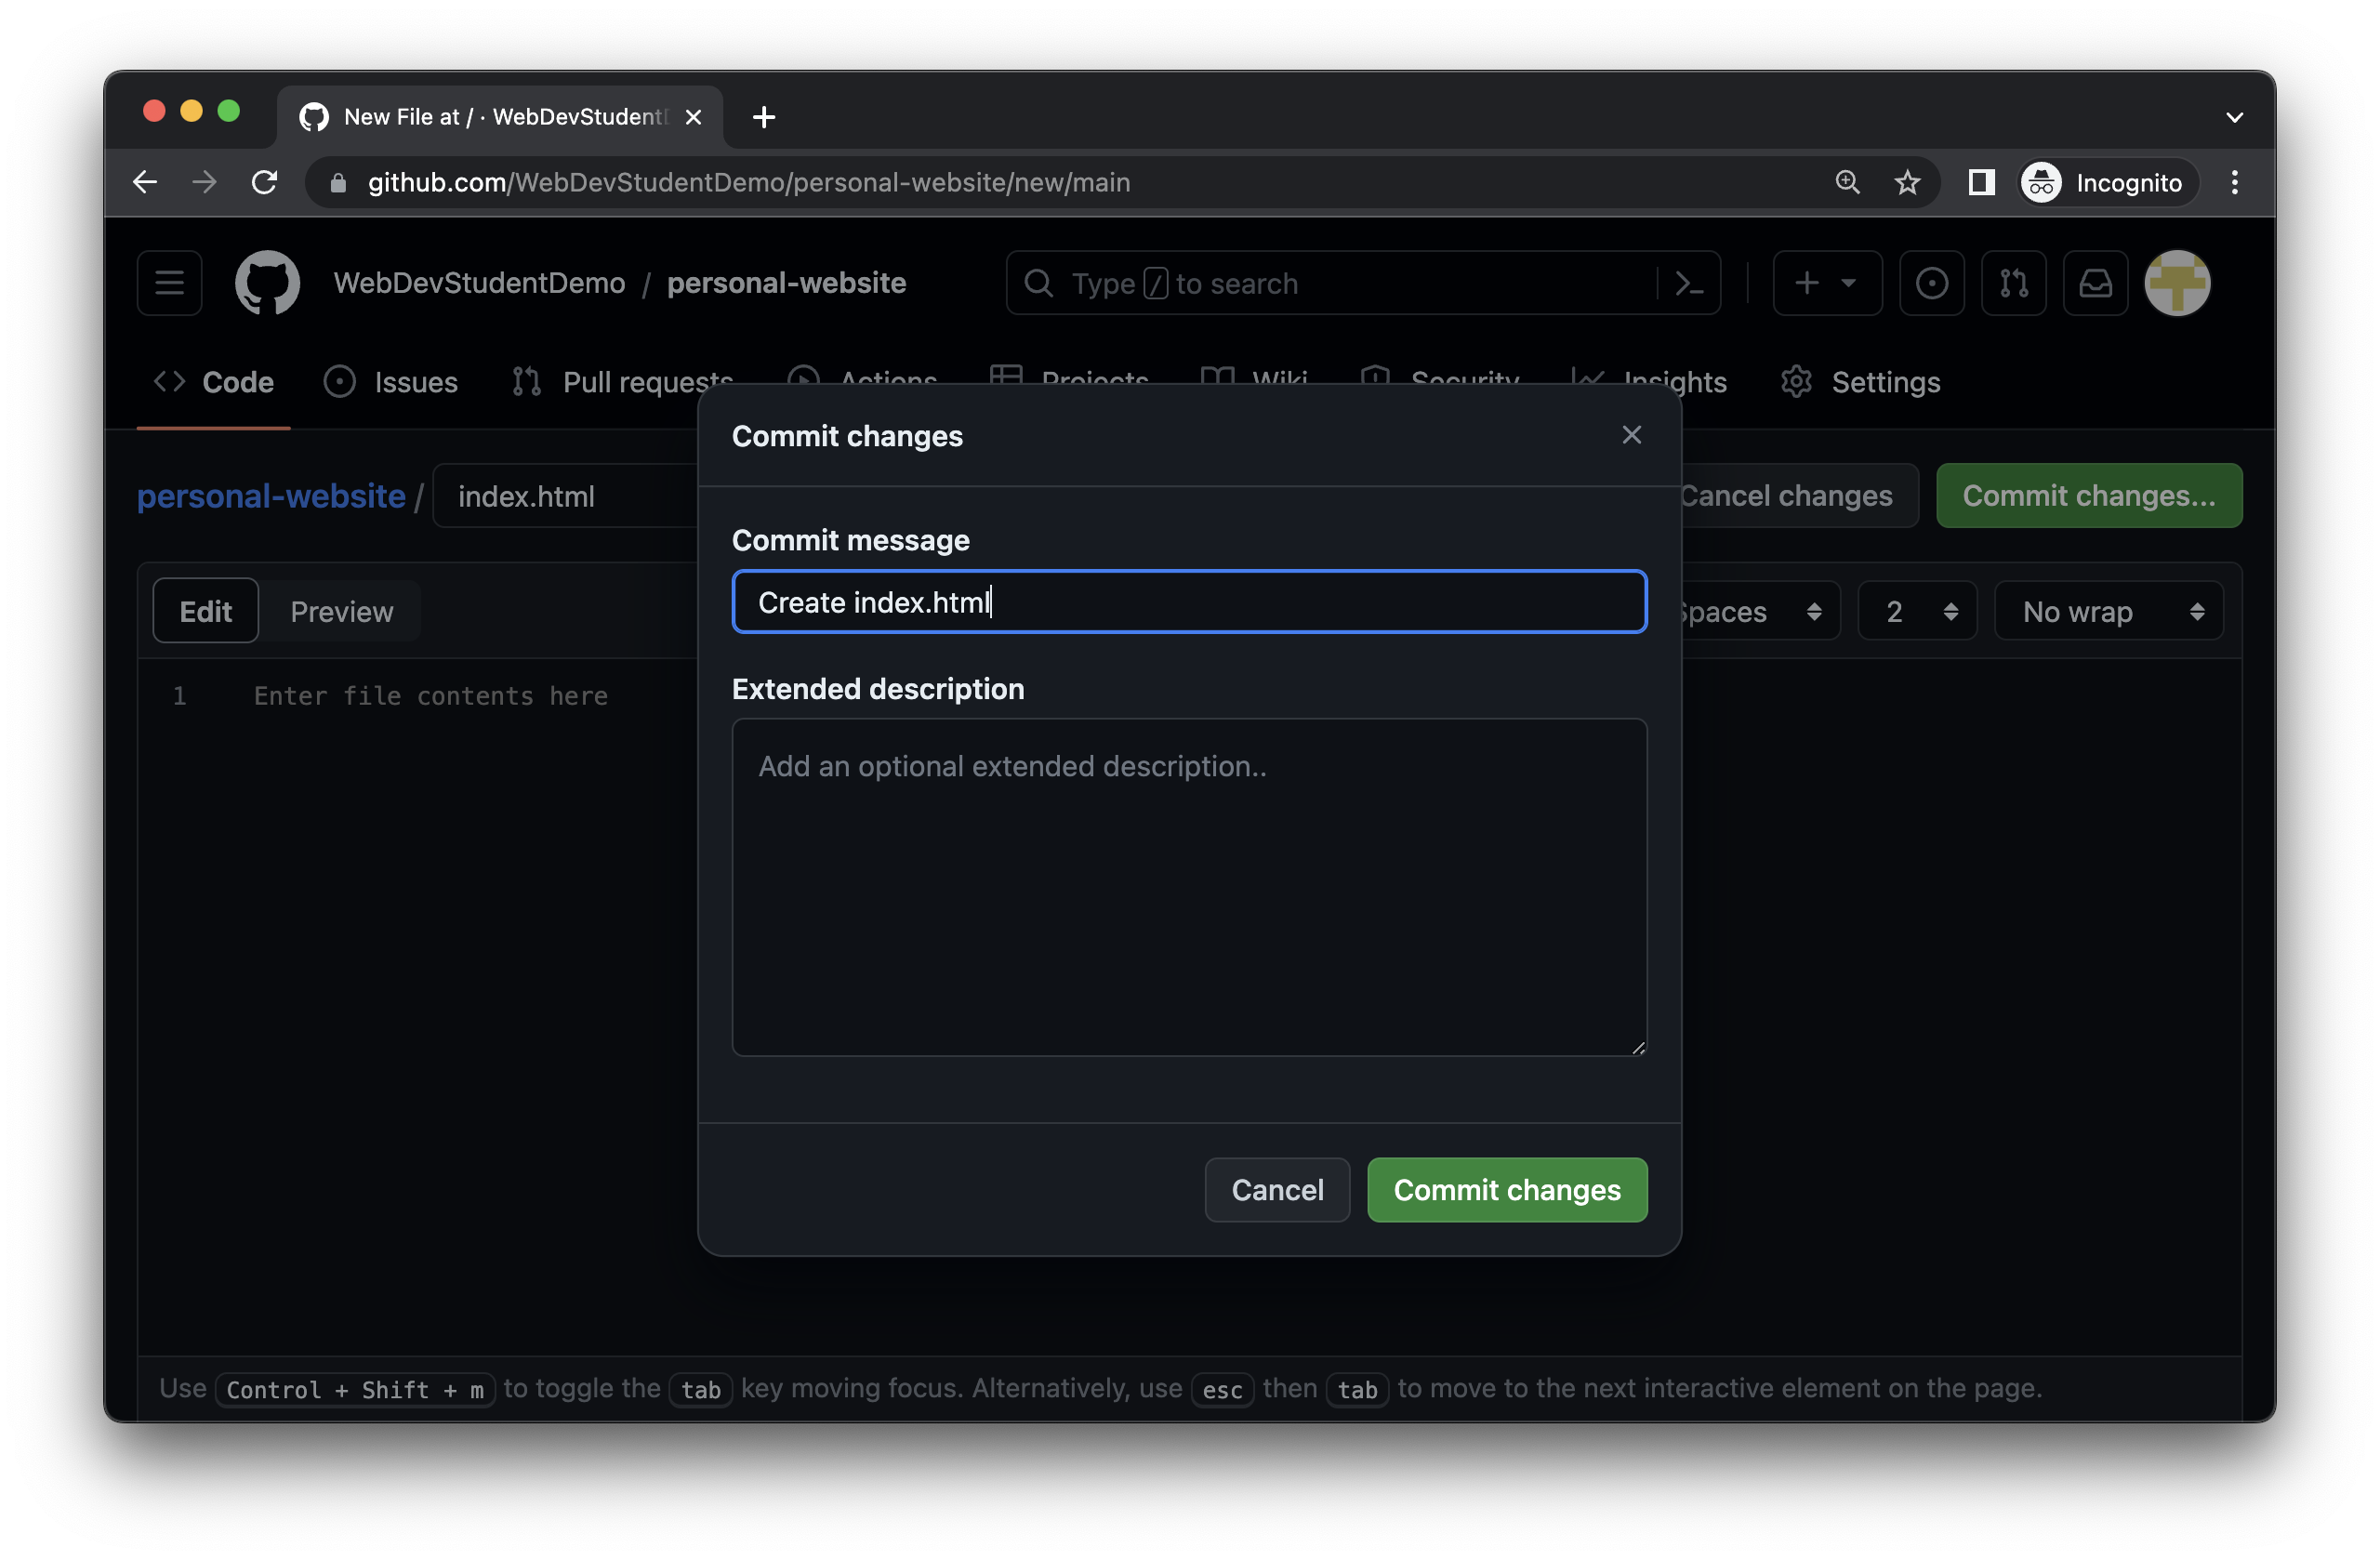 New File at / · WebDevStudent
github.com/WebDevStudentDemo/personal-website/new/main
Incognito
WebDevStudentDemo / personal-website
Type / to search
Code Issues Pull requests Actions Projects Wiki Security Insights Settings
Commit changes
personal-website / index.html
Cancel changes Commit changes...
Commit message
Create index.html
Edit Preview
Spaces 2 No wrap
Extended description
1 Enter file contents here
Add an optional extended description..
Cancel Commit changes
Use Control + Shift + m to toggle the tab key moving focus. Alternatively, use esc then tab to move to the next interactive element on the page.